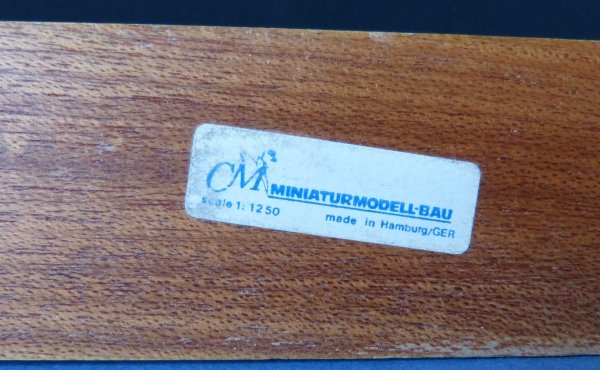 CM MINIATURMODELL-BAU
scale 1: 1250 made in Hamburg/GER